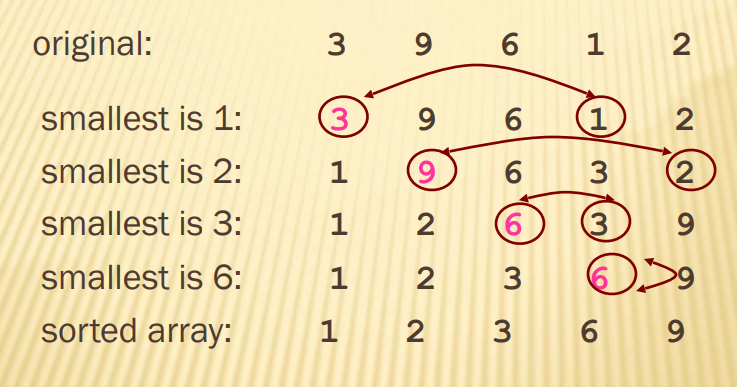 original: 3 9 6 1 2
smallest is 1: 3 9 6 1 2
smallest is 2: 1 9 6 3 2
smallest is 3: 1 2 6 3 9
smallest is 6: 1 2 3 6 9
sorted array: 1 2 3 6 9